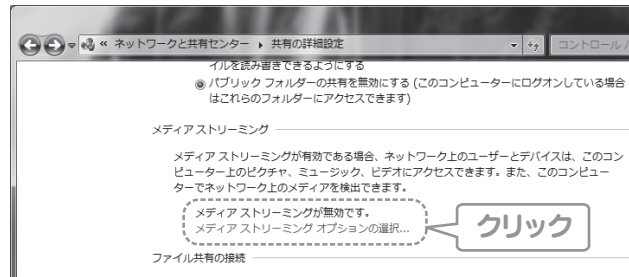 « ネットワークと共有センター ▸ 共有の詳細設定
コントロール
イルを読み書きできるようにする
パブリック フォルダーの共有を無効にする (このコンピューターにログオンしている場合
はこれらのフォルダーにアクセスできます)
メディア ストリーミング
メディア ストリーミングが有効である場合、ネットワーク上のユーザーとデバイスは、このコン
ピューター上のピクチャ、ミュージック、ビデオにアクセスできます。また、このコンピュー
ターでネットワーク上のメディアを検出できます。
メディア ストリーミングが無効です。
メディア ストリーミング オプションの選択...
クリック
ファイル共有の接続